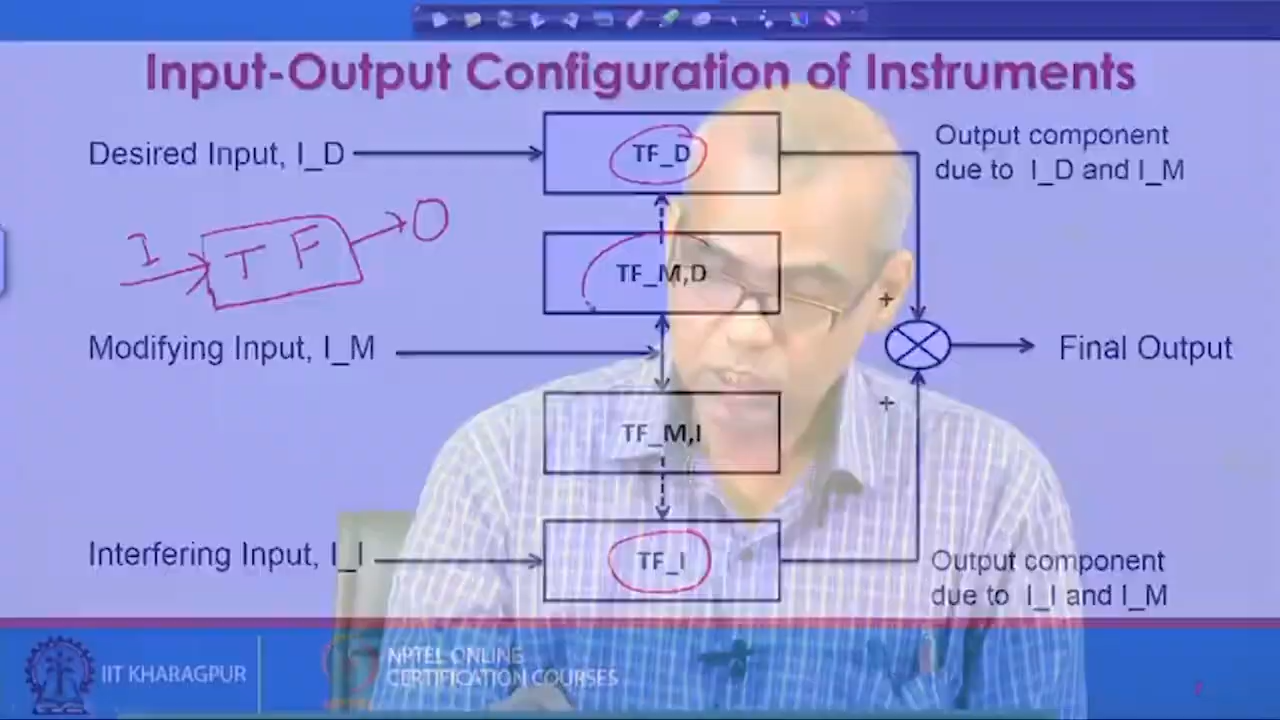 Input-Output Configuration of Instruments
Desired Input, I_D
TF_D
Output component
due to I_D and I_M
I
T F
O
TF_M,D
+
Modifying Input, I_M
Final Output
+
TF_M,I
Interfering Input, I_I
TF_I
Output component
due to I_I and I_M
IIT KHARAGPUR
NPTEL ONLINE
CERTIFICATION COURSES